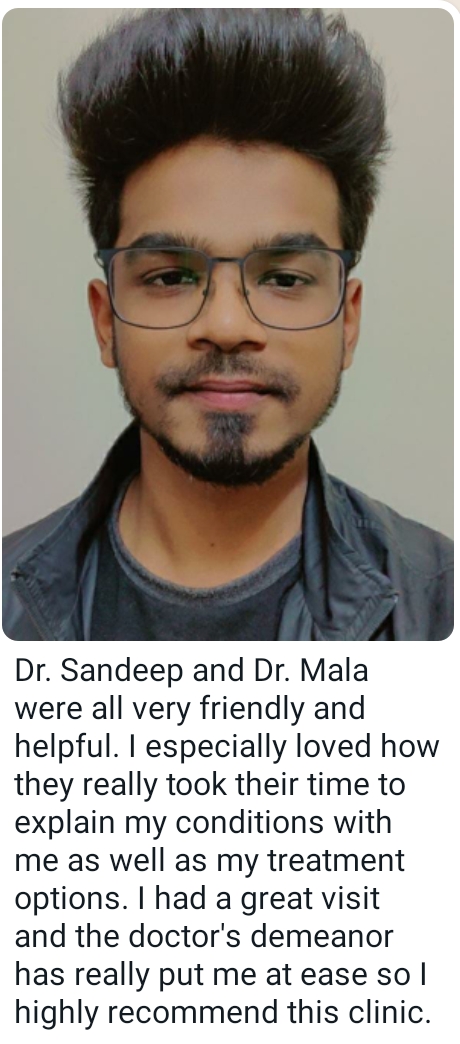 Dr. Sandeep and Dr. Mala
were all very friendly and
helpful. I especially loved how
they really took their time to
explain my conditions with
me as well as my treatment
options. I had a great visit
and the doctor's demeanor
has really put me at ease so I
highly recommend this clinic.